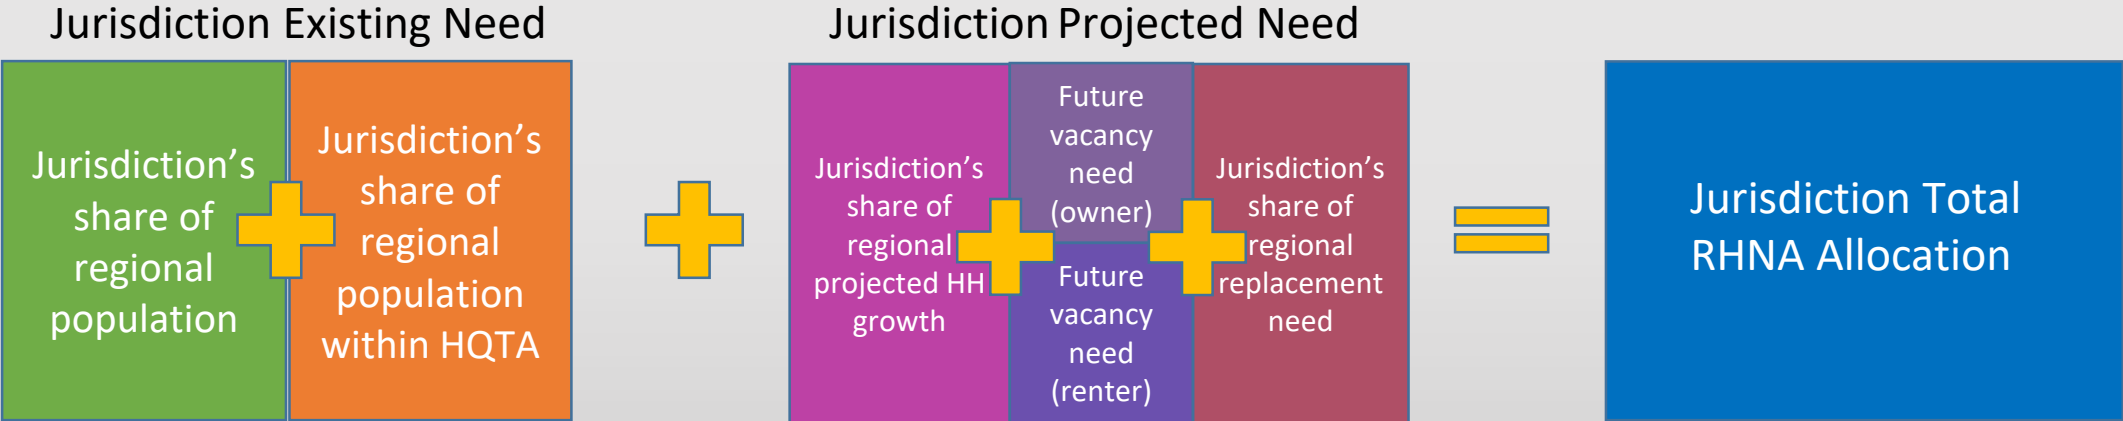 Jurisdiction Existing Need
Jurisdiction's
share of
regional
population
Jurisdiction's
share of
regional
population
within HQTA
Jurisdiction Projected Need
Jurisdiction's
share of
regional
projected HH
growth
Future
vacancy
need
(owner)
Future
vacancy
need
(renter)
Jurisdiction's
share of
regional
replacement
need
Jurisdiction Total
RHNA Allocation